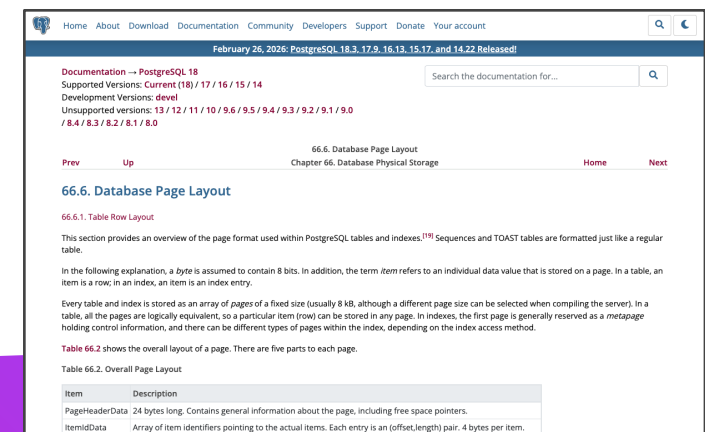 Home About Download Documentation Community Developers Support Donate Your account
February 26, 2026: PostgreSQL 18.3, 17.9, 16.13, 15.17, and 14.22 Released!
Documentation → PostgreSQL 18
Supported Versions: Current (18) / 17 / 16 / 15 / 14
Development Versions: devel
Unsupported versions: 13 / 12 / 11 / 10 / 9.6 / 9.5 / 9.4 / 9.3 / 9.2 / 9.1 / 9.0
/ 8.4 / 8.3 / 8.2 / 8.1 / 8.0
Search the documentation for...
66.6. Database Page Layout
Prev Up Chapter 66. Database Physical Storage Home Next
66.6. Database Page Layout
66.6.1. Table Row Layout
This section provides an overview of the page format used within PostgreSQL tables and indexes.[19] Sequences and TOAST tables are formatted just like a regular
table.
In the following explanation, a byte is assumed to contain 8 bits. In addition, the term item refers to an individual data value that is stored on a page. In a table, an
item is a row; in an index, an item is an index entry.
Every table and index is stored as an array of pages of a fixed size (usually 8 kB, although a different page size can be selected when compiling the server). In a
table, all the pages are logically equivalent, so a particular item (row) can be stored in any page. In indexes, the first page is generally reserved as a metapage
holding control information, and there can be different types of pages within the index, depending on the index access method.
Table 66.2 shows the overall layout of a page. There are five parts to each page.
Table 66.2. Overall Page Layout
Item Description
PageHeaderData 24 bytes long. Contains general information about the page, including free space pointers.
ItemIdData Array of item identifiers pointing to the actual items. Each entry is an (offset,length) pair. 4 bytes per item.